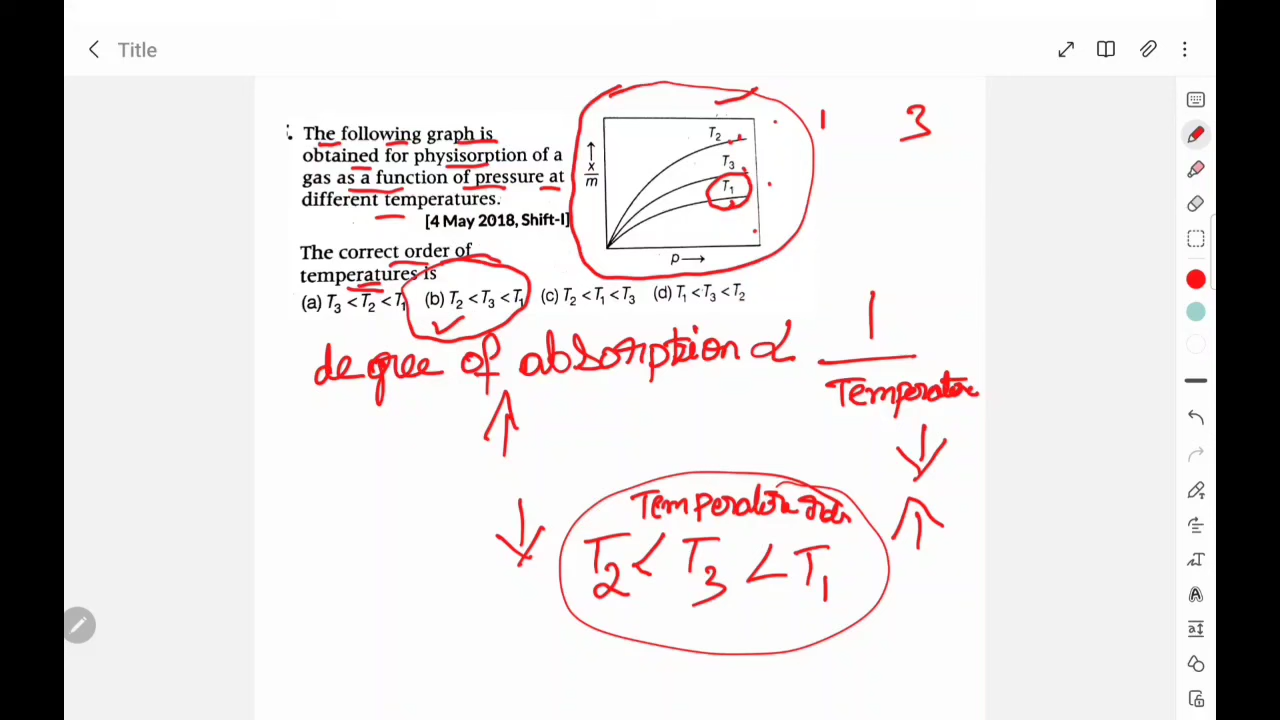 Title
The following graph is
obtained for physisorption of a
gas as a function of pressure at
different temperatures.
[4 May 2018, Shift-I]
x
m
T2
T3
T1
p
1 3
The correct order of
temperatures is
(a) T3 < T2 < T1 (b) T2 < T3 < T1 (c) T2 < T1 < T3 (d) T1 < T3 < T2
degree of absorption ∝ 1
Temperature
Temperature
T2 < T3 < T1